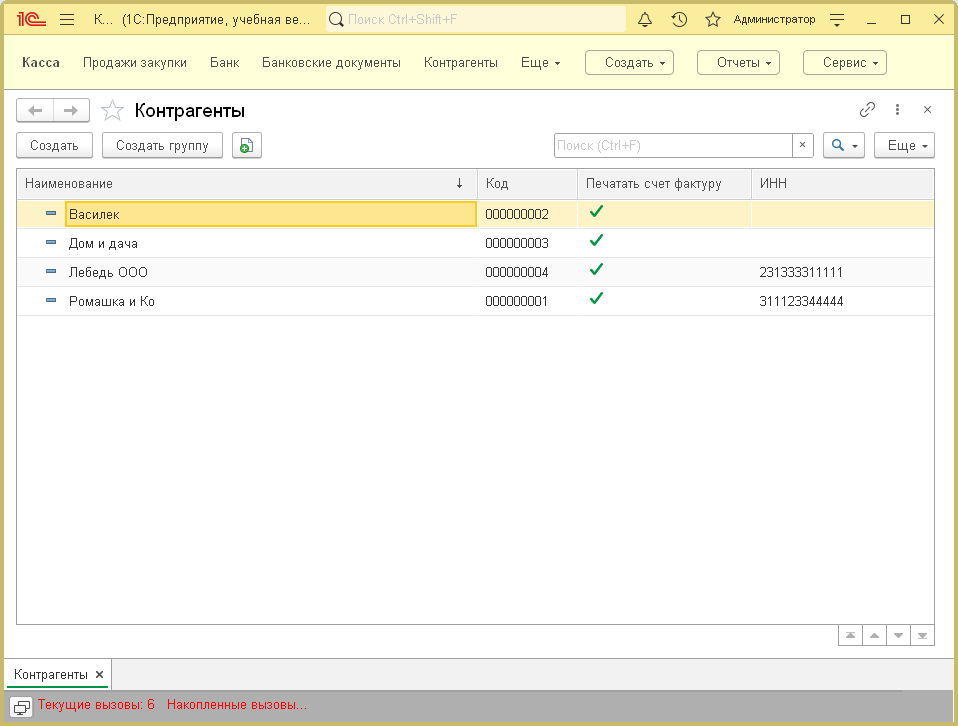 1С К... (1С:Предприятие, учебная ве... Поиск Ctrl+Shift+F Администратор
Касса Продажи закупки Банк Банковские документы Контрагенты Еще Создать Отчеты Сервис
Контрагенты
Создать Создать группу Поиск (Ctrl+F) × Еще
Наименование ↓ Код Печатать счет фактуру ИНН
Василек 000000002
Дом и дача 000000003
Лебедь ООО 000000004 231333311111
Ромашка и Ко 000000001 311123344444
Контрагенты ×
Текущие вызовы: 6 Накопленные вызовы...